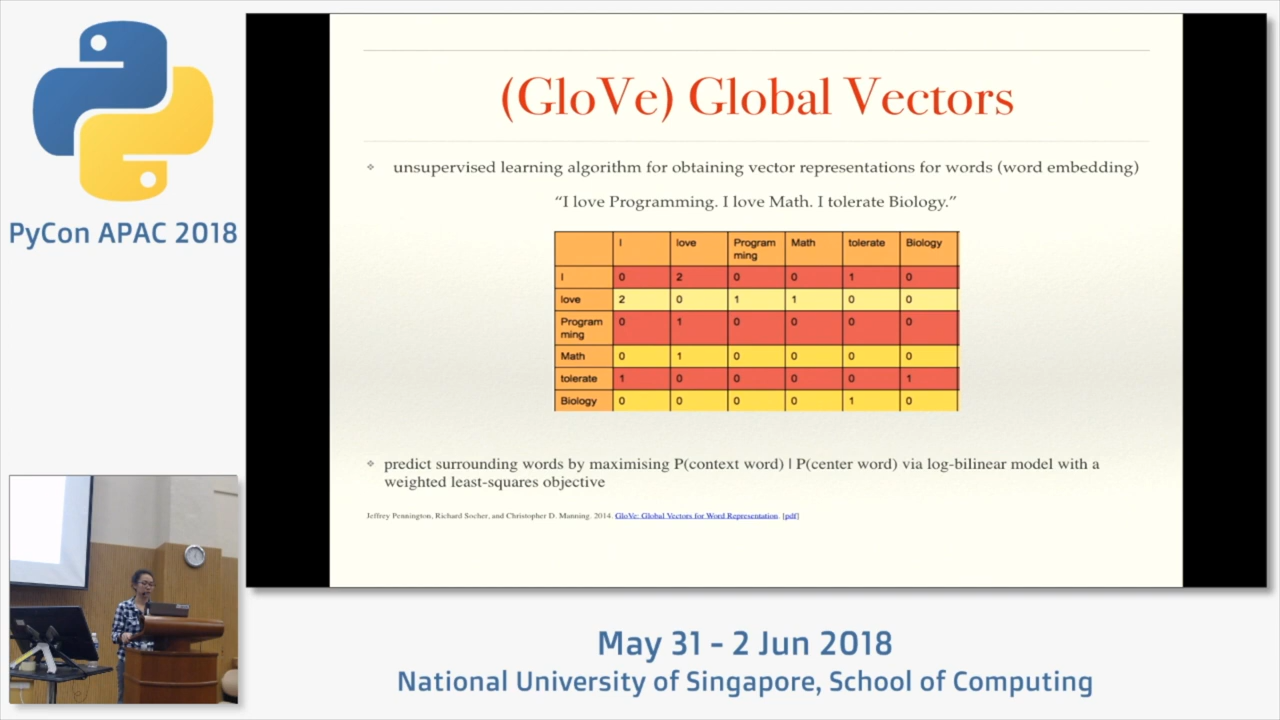 PyCon APAC 2018
(GloVe) Global Vectors
unsupervised learning algorithm for obtaining vector representations for words (word embedding)
“I love Programming. I love Math. I tolerate Biology.”
I love Program Math tolerate Biology
ming
I 0 2 0 0 1 0
love 2 0 1 1 0 0
Program 0 1 0 0 0 0
ming
Math 0 1 0 0 0 0
tolerate 1 0 0 0 0 1
Biology 0 0 0 0 1 0
predict surrounding words by maximising P(context word) | P(center word) via log-bilinear model with a
weighted least-squares objective
Jeffrey Pennington, Richard Socher, and Christopher D. Manning. 2014. GloVe: Global Vectors for Word Representation. [pdf]
May 31 - 2 Jun 2018
National University of Singapore, School of Computing